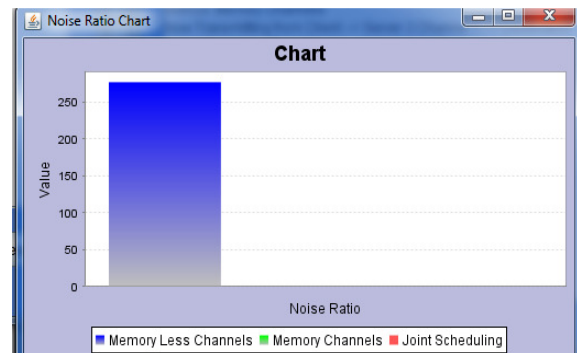 Noise Ratio Chart
Chart
250
200
150
100
50
0
Value
Noise Ratio
Memory Less Channels Memory Channels Joint Scheduling